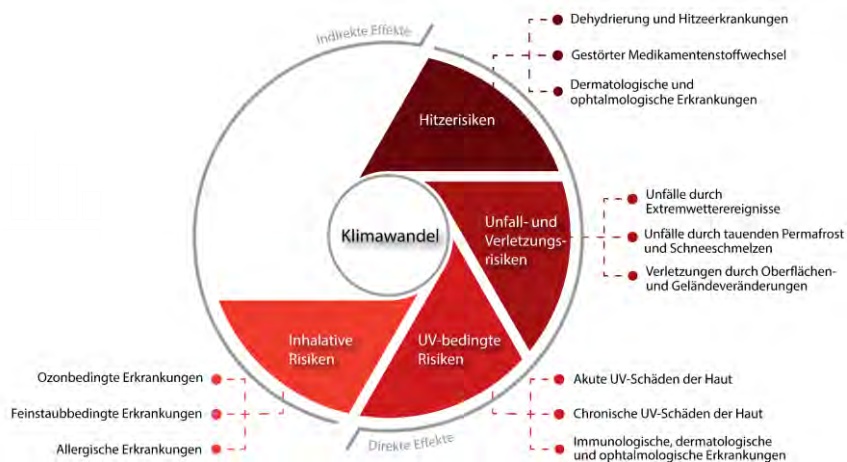 Indirekte Effekte
Dehydrierung und Hitzeerkrankungen
Gestörter Medikamentenstoffwechsel
Dermatologische und
ophtalmologische Erkrankungen
Hitzerisiken
Klimawandel
Unfall- und
Verletzungs-
risiken
Unfälle durch
Extremwetterereignisse
Unfälle durch tauenden Permafrost
und Schneeschmelzen
Verletzungen durch Oberflächen-
und Geländeveränderungen
Inhalative
Risiken
UV-bedingte
Risiken
Ozonbedingte Erkrankungen
Feinstaubbedingte Erkrankungen
Allergische Erkrankungen
Akute UV-Schäden der Haut
Chronische UV-Schäden der Haut
Immunologische, dermatologische
und ophtalmologische Erkrankungen
Direkte Effekte